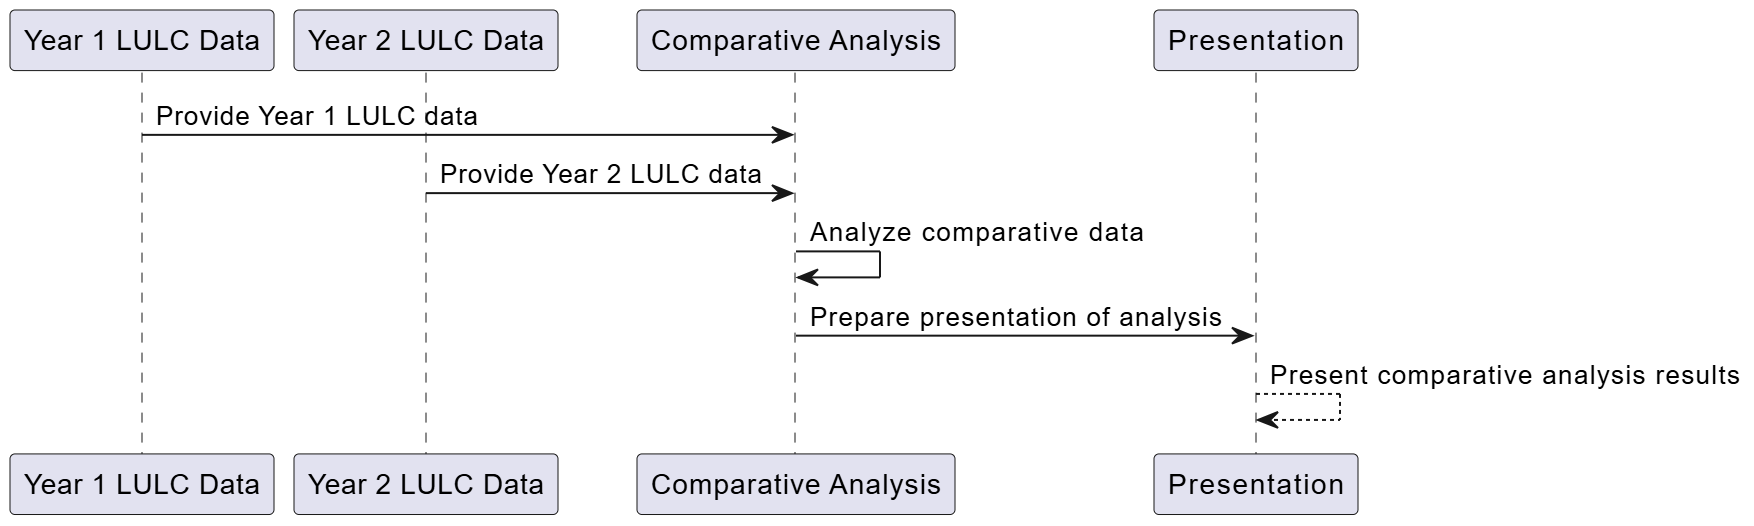 Year 1 LULC Data
Year 2 LULC Data
Comparative Analysis
Presentation
Provide Year 1 LULC data
Provide Year 2 LULC data
Analyze comparative data
Prepare presentation of analysis
Present comparative analysis results
Year 1 LULC Data
Year 2 LULC Data
Comparative Analysis
Presentation